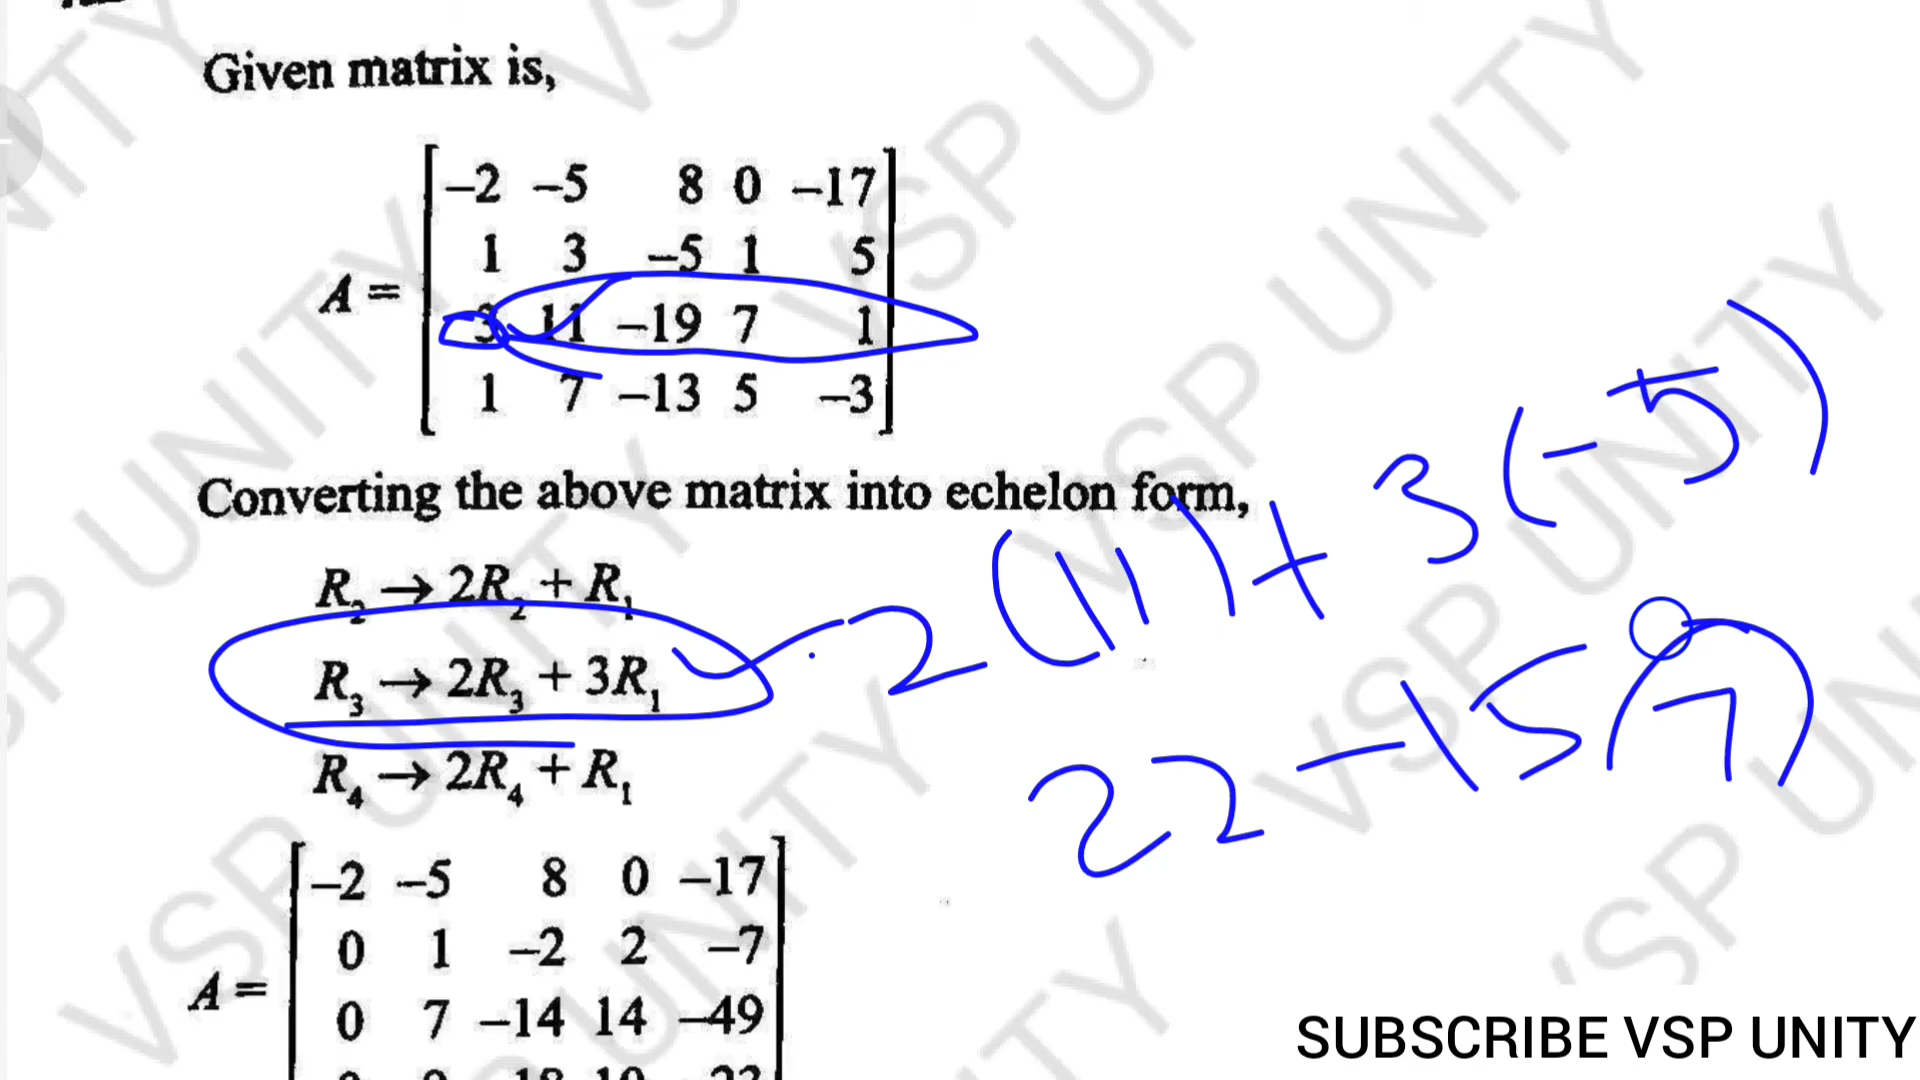 Given matrix is,
A = [ –2 –5 8 0 –17
1 3 –5 1 5
3 11 –19 7 1
1 7 –13 5 –3 ]
Converting the above matrix into echelon form,
R₂ → 2R₂ + R₁
R₃ → 2R₃ + 3R₁
R₄ → 2R₄ + R₁
2(11) + 3(-5)
22 - 15 7
A = [ –2 –5 8 0 –17
0 1 –2 2 –7
0 7 –14 14 –49
SUBSCRIBE VSP UNITY
VSP UNITY